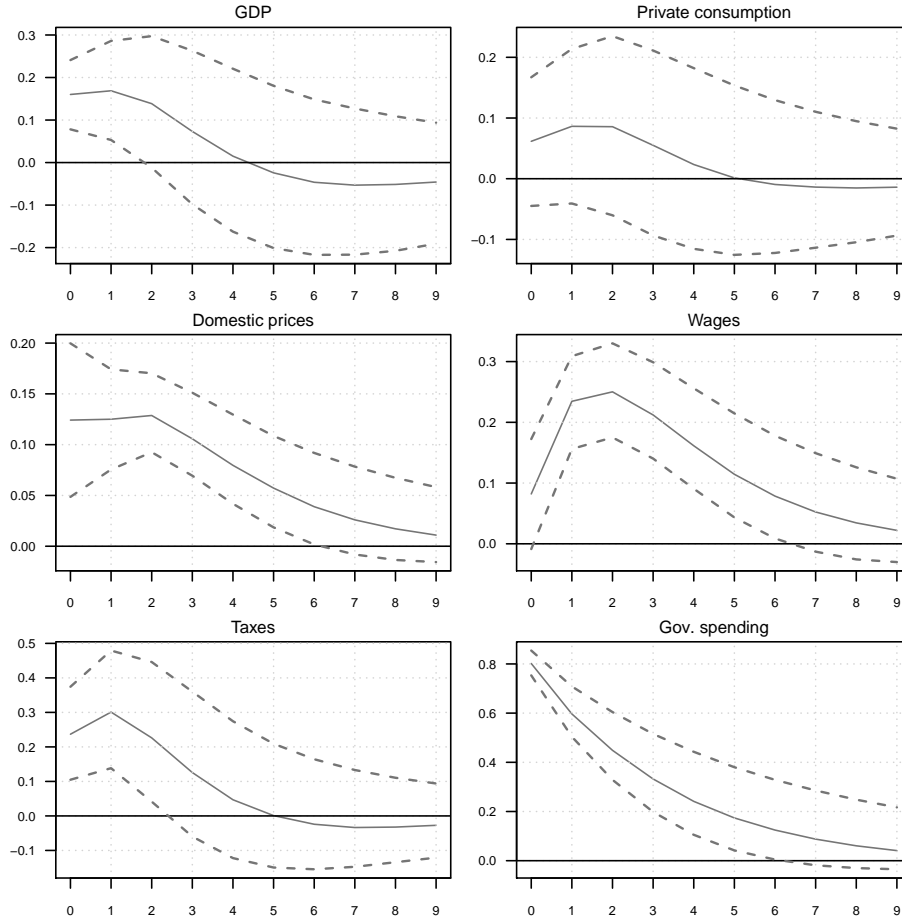 GDP
0.3
0.2
0.1
0.0
−0.1
−0.2
0 1 2 3 4 5 6 7 8 9
Private consumption
0.2
0.1
0.0
−0.1
0 1 2 3 4 5 6 7 8 9
Domestic prices
0.20
0.15
0.10
0.05
0.00
0 1 2 3 4 5 6 7 8 9
Wages
0.3
0.2
0.1
0.0
0 1 2 3 4 5 6 7 8 9
Taxes
0.5
0.4
0.3
0.2
0.1
0.0
−0.1
0 1 2 3 4 5 6 7 8 9
Gov. spending
0.8
0.6
0.4
0.2
0.0
0 1 2 3 4 5 6 7 8 9